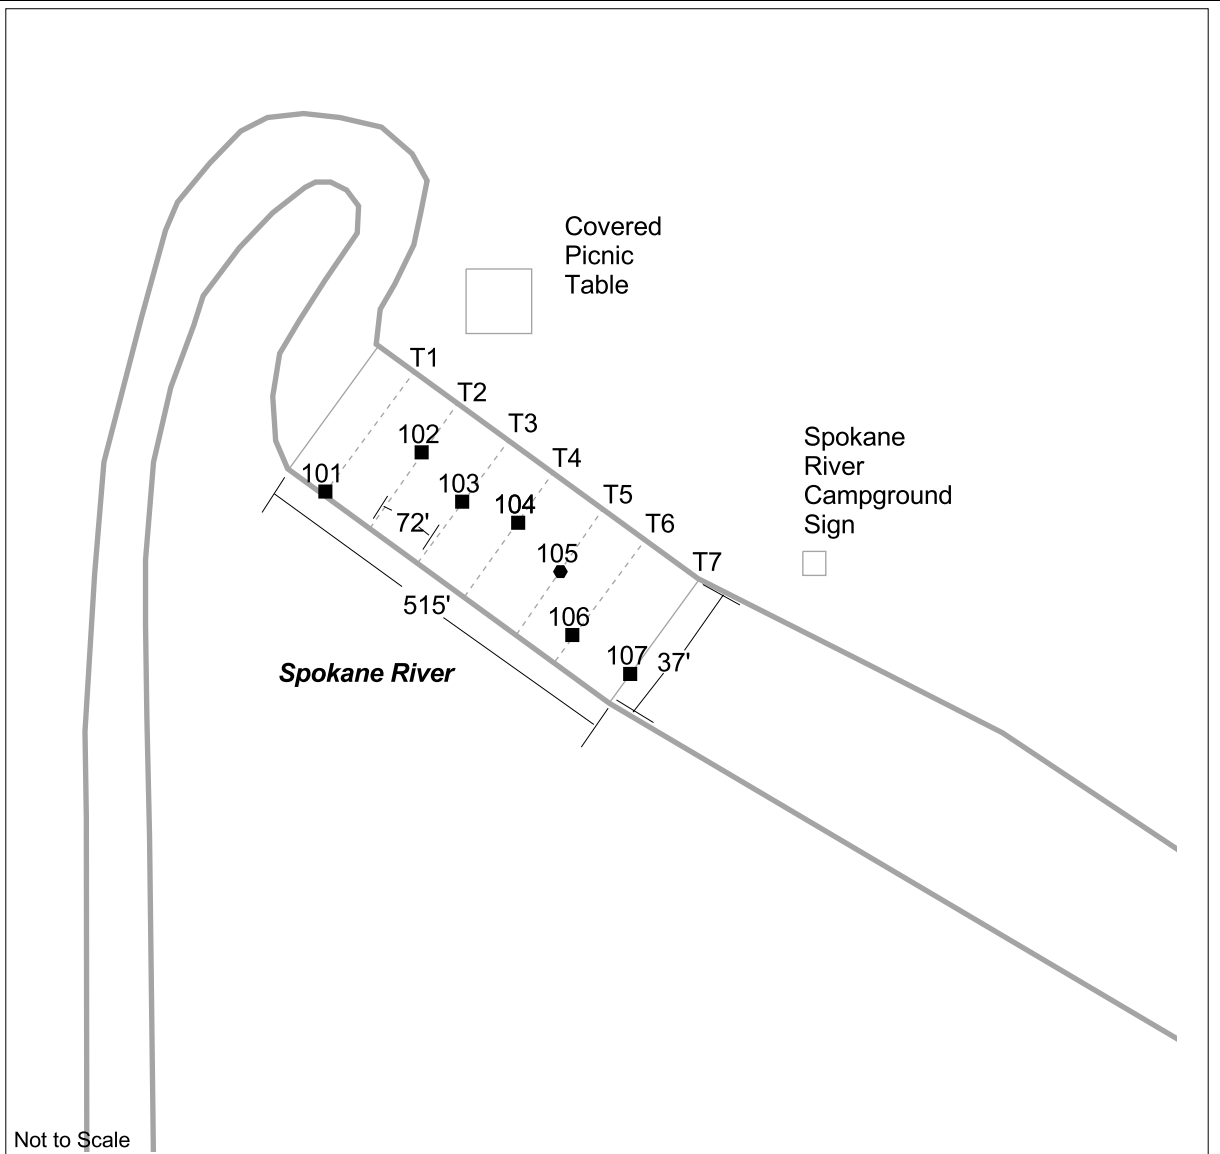 Covered
Picnic
Table
T1
T2
T3
T4
T5
T6
T7
Spokane
River
Campground
Sign
101
102
103
104
105
106
107
72'
515'
37'
Spokane River
Not to Scale